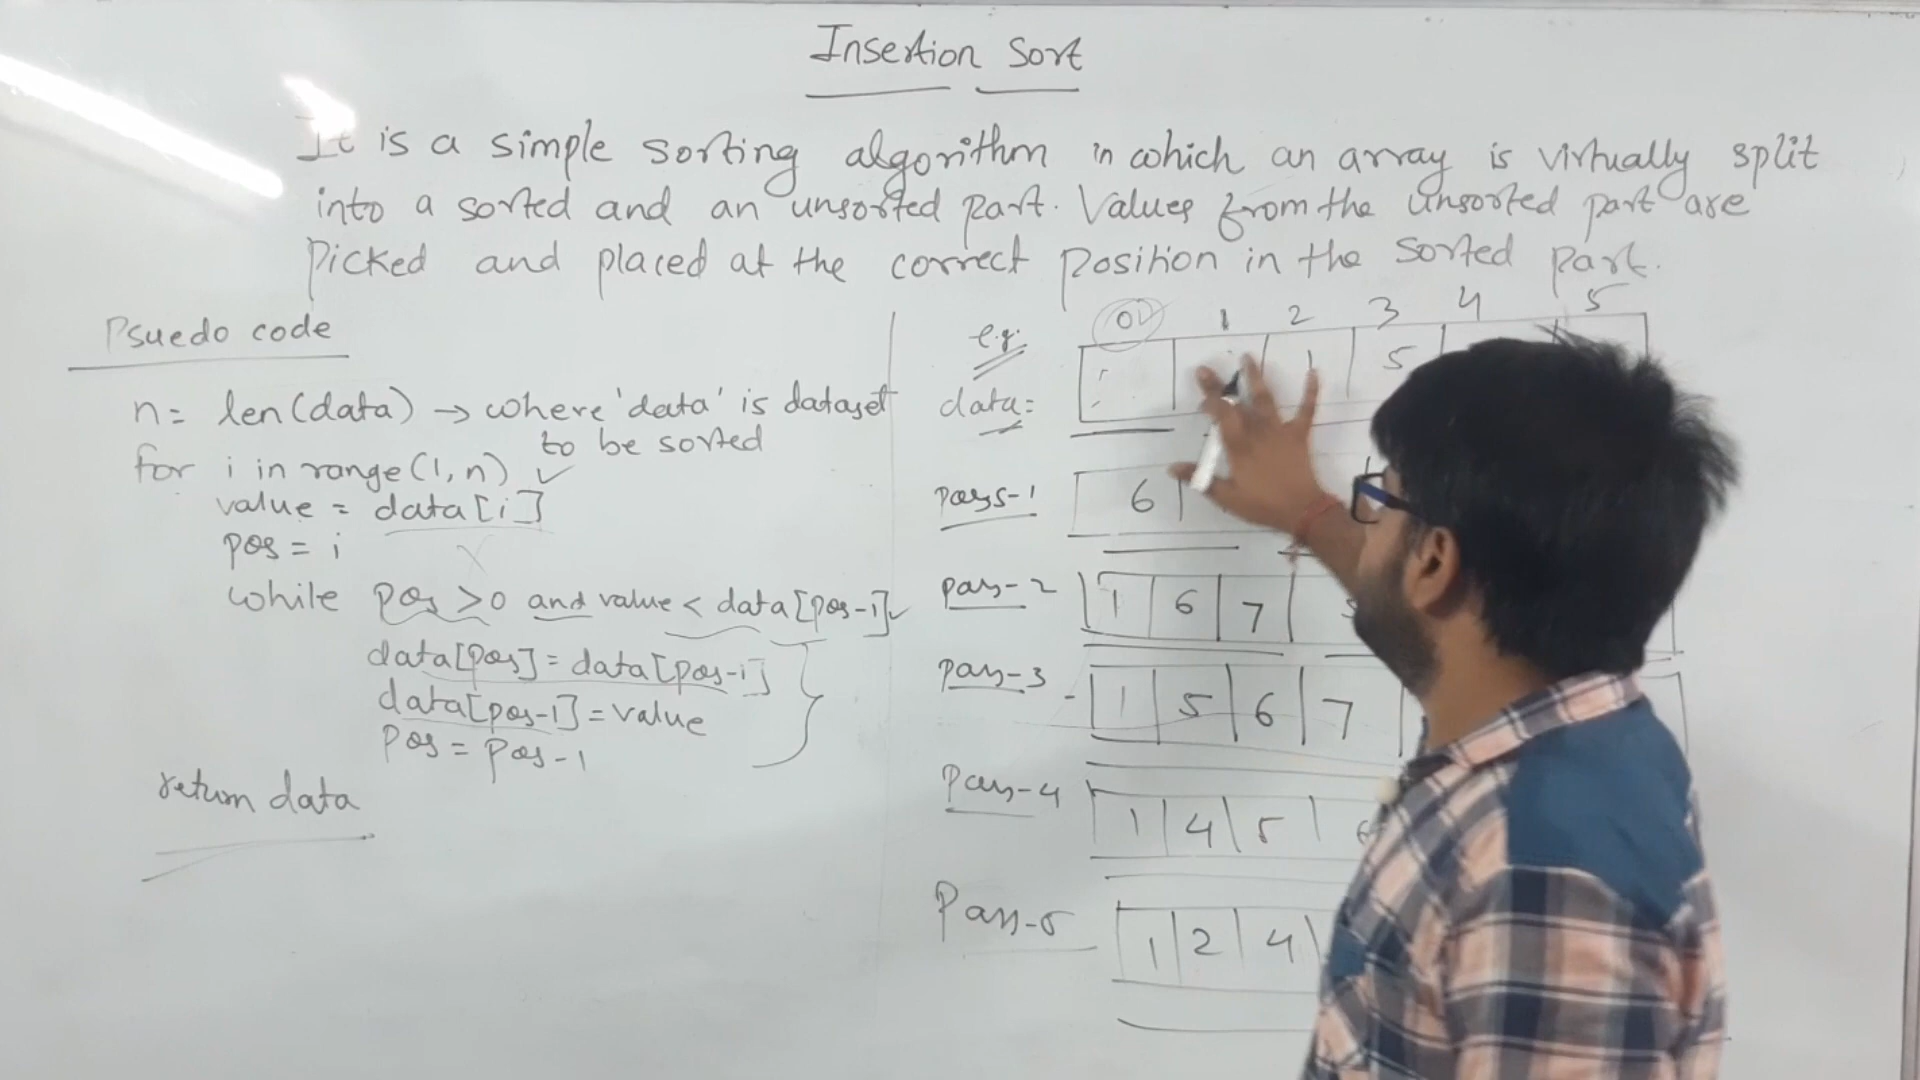 Insertion Sort
It is a simple sorting algorithm in which an array is virtually split
into a sorted and an unsorted part. Values from the unsorted part are
Picked and placed at the correct position in the sorted part.
Psuedo code
n = len(data) → where 'data' is dataset
to be sorted
for i in range(1, n) ✓
value = data[i]
pos = i
while pos > 0 and value < data[pos-1]
data[pos] = data[pos-1]
data[pos-1] = value
pos = pos-1
return data
e.g.
0 1 2 3 4 5
data = 1 5
pass-1 6
pass-2 1 6 7
pass-3 1 5 6 7
Pass-4 1 4 5 6
Pass-5 1 2 4